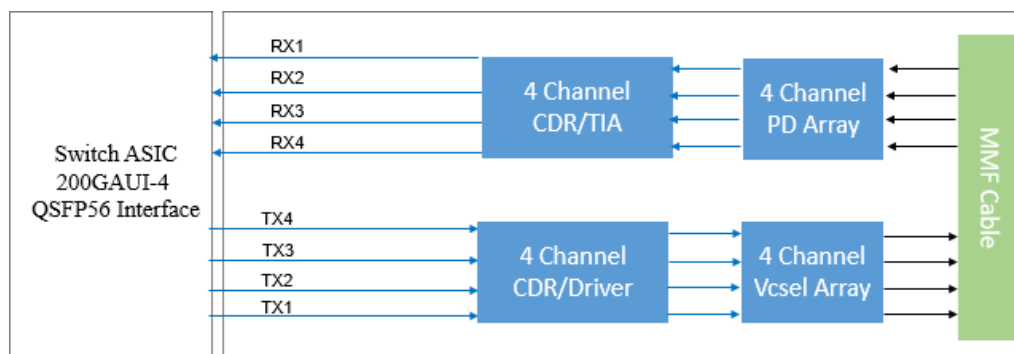 Switch ASIC
200GAUI-4
QSFP56 Interface
RX1
RX2
RX3
RX4
4 Channel
CDR/TIA
4 Channel
PD Array
MMF Cable
TX4
TX3
TX2
TX1
4 Channel
CDR/Driver
4 Channel
Vcsel Array